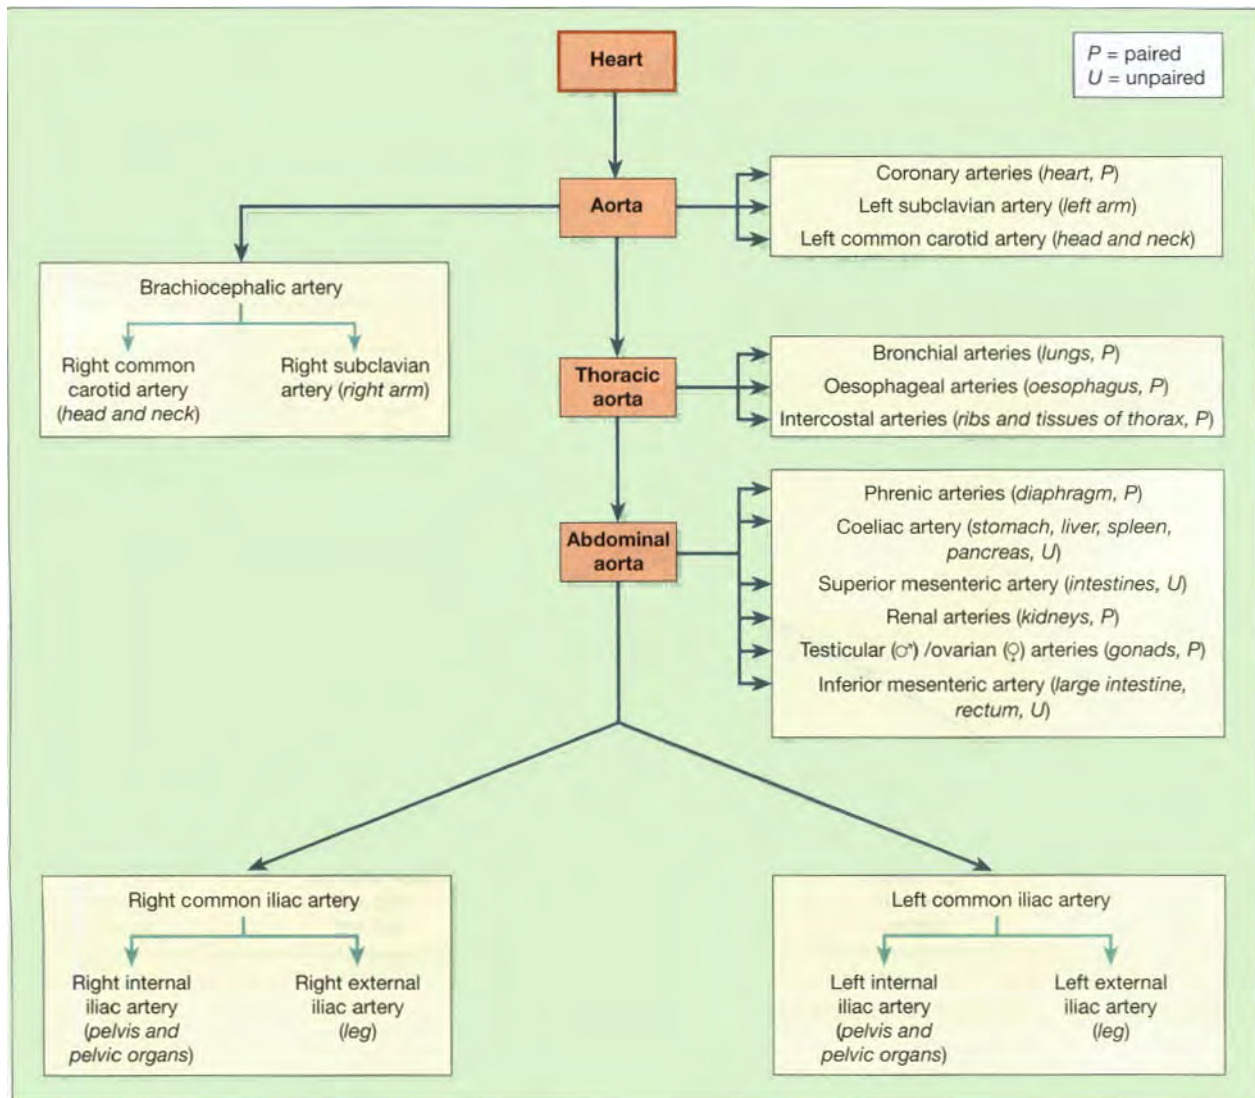 Heart
P = paired
U = unpaired
Aorta
Coronary arteries (heart, P)
Left subclavian artery (left arm)
Left common carotid artery (head and neck)
Brachiocephalic artery
Right common
carotid artery
(head and neck)
Right subclavian
artery (right arm)
Thoracic
aorta
Bronchial arteries (lungs, P)
Oesophageal arteries (oesophagus, P)
Intercostal arteries (ribs and tissues of thorax, P)
Abdominal
aorta
Phrenic arteries (diaphragm, P)
Coeliac artery (stomach, liver, spleen,
pancreas, U)
Superior mesenteric artery (intestines, U)
Renal arteries (kidneys, P)
Testicular (♂) /ovarian (♀) arteries (gonads, P)
Inferior mesenteric artery (large intestine,
rectum, U)
Right common iliac artery
Right internal
iliac artery
(pelvis and
pelvic organs)
Right external
iliac artery
(leg)
Left common iliac artery
Left internal
iliac artery
(pelvis and
pelvic organs)
Left external
iliac artery
(leg)